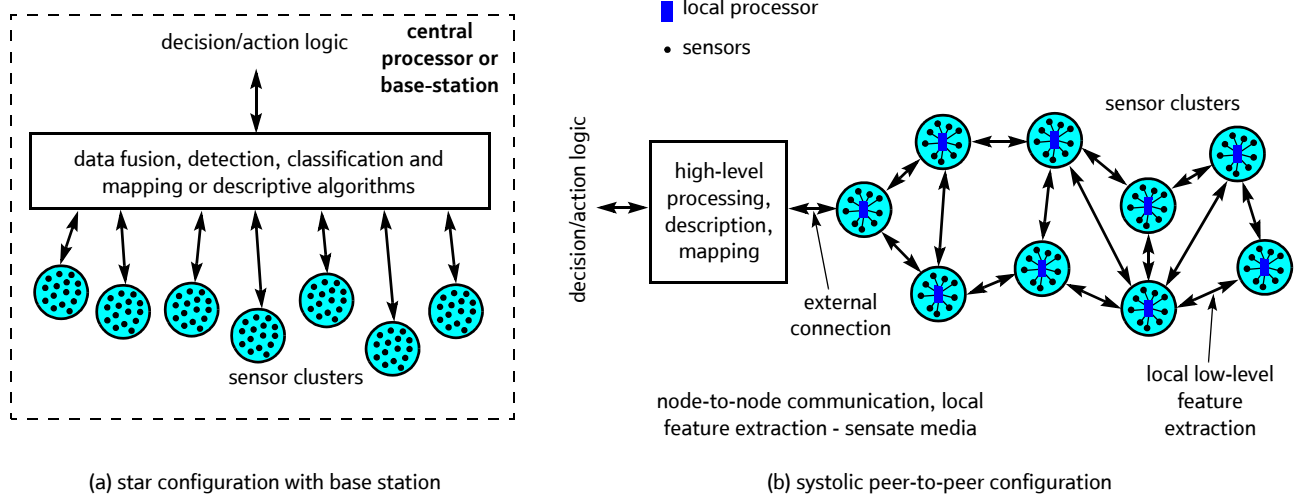 decision/action logic
central
processor or
base-station
data fusion, detection, classification and
mapping or descriptive algorithms
sensor clusters
(a) star configuration with base station
local processor
sensors
sensor clusters
decision/action logic
high-level
processing,
description,
mapping
external
connection
local low-level
feature
extraction
node-to-node communication, local
feature extraction - sensate media
(b) systolic peer-to-peer configuration